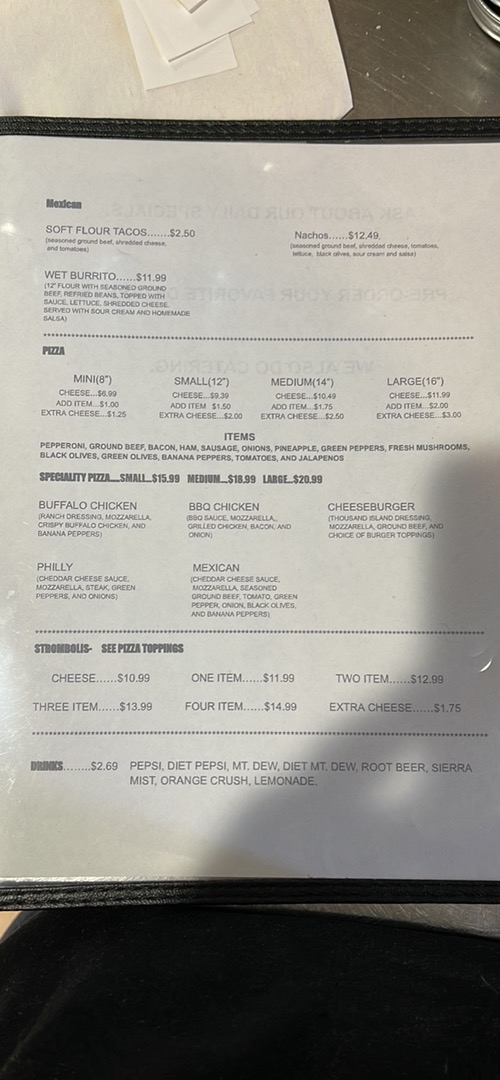 Mexican
SOFT FLOUR TACOS.......$2.50
(seasoned ground beef, shredded cheese,
and tomatoes)
Nachos......$12.49,
(seasoned ground beef, shredded cheese, tomatoes,
lettuce, black olives, sour cream and salsa)
WET BURRITO......$11.99
(12" FLOUR WITH SEASONED GROUND
BEEF, REFRIED BEANS, TOPPED WITH
SAUCE, LETTUCE, SHREDDED CHEESE.
SERVED WITH SOUR CREAM AND HOMEMADE
SALSA)
PIZZA
MINI(8")
CHEESE...$6.99
ADD ITEM...$1.00
EXTRA CHEESE...$1.25
SMALL(12")
CHEESE...$9.39
ADD ITEM $1.50
EXTRA CHEESE...$2.00
MEDIUM(14")
CHEESE...$10.49
ADD ITEM...$1.75
EXTRA CHEESE...$2.50
LARGE(16")
CHEESE...$11.99
ADD ITEM...$2.00
EXTRA CHEESE...$3.00
ITEMS
PEPPERONI, GROUND BEEF, BACON, HAM, SAUSAGE, ONIONS, PINEAPPLE, GREEN PEPPERS, FRESH MUSHROOMS,
BLACK OLIVES, GREEN OLIVES, BANANA PEPPERS, TOMATOES, AND JALAPENOS
SPECIALITY PIZZA....SMALL...$15.99 MEDIUM...$18.99 LARGE...$20.99
BUFFALO CHICKEN
(RANCH DRESSING, MOZZARELLA,
CRISPY BUFFALO CHICKEN, AND
BANANA PEPPERS)
BBQ CHICKEN
(BBQ SAUCE, MOZZARELLA,
GRILLED CHICKEN, BACON, AND
ONION)
CHEESEBURGER
(THOUSAND ISLAND DRESSING,
MOZZARELLA, GROUND BEEF, AND
CHOICE OF BURGER TOPPINGS)
PHILLY
(CHEDDAR CHEESE SAUCE,
MOZZARELLA, STEAK, GREEN
PEPPERS, AND ONIONS)
MEXICAN
(CHEDDAR CHEESE SAUCE,
MOZZARELLA, SEASONED
GROUND BEEF, TOMATO, GREEN
PEPPER, ONION, BLACK OLIVES,
AND BANANA PEPPERS)
STROMBOLIS- SEE PIZZA TOPPINGS
CHEESE......$10.99
ONE ITEM......$11.99
TWO ITEM......$12.99
THREE ITEM......$13.99
FOUR ITEM......$14.99
EXTRA CHEESE......$1.75
DRINKS........$2.69 PEPSI, DIET PEPSI, MT. DEW, DIET MT. DEW, ROOT BEER, SIERRA
MIST, ORANGE CRUSH, LEMONADE.